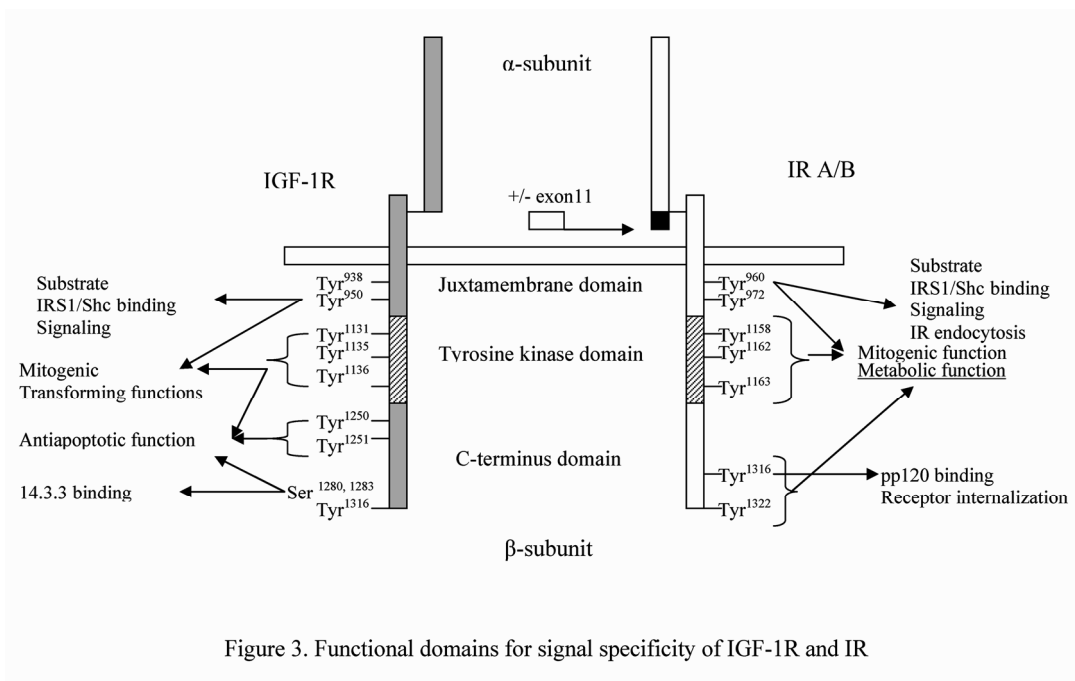 α-subunit
IGF-1R
IR A/B
+/- exon11
Substrate
IRS1/Shc binding
Signaling
Mitogenic
Transforming functions
Antiapoptotic function
14.3.3 binding
Tyr938
Tyr950
Tyr1131
Tyr1135
Tyr1136
Tyr1250
Tyr1251
Ser 1280, 1283
Tyr1316
Juxtamembrane domain
Tyrosine kinase domain
C-terminus domain
β-subunit
Tyr960
Tyr972
Tyr1158
Tyr1162
Tyr1163
Tyr1316
Tyr1322
Substrate
IRS1/Shc binding
Signaling
IR endocytosis
Mitogenic function
Metabolic function
pp120 binding
Receptor internalization
Figure 3. Functional domains for signal specificity of IGF-1R and IR